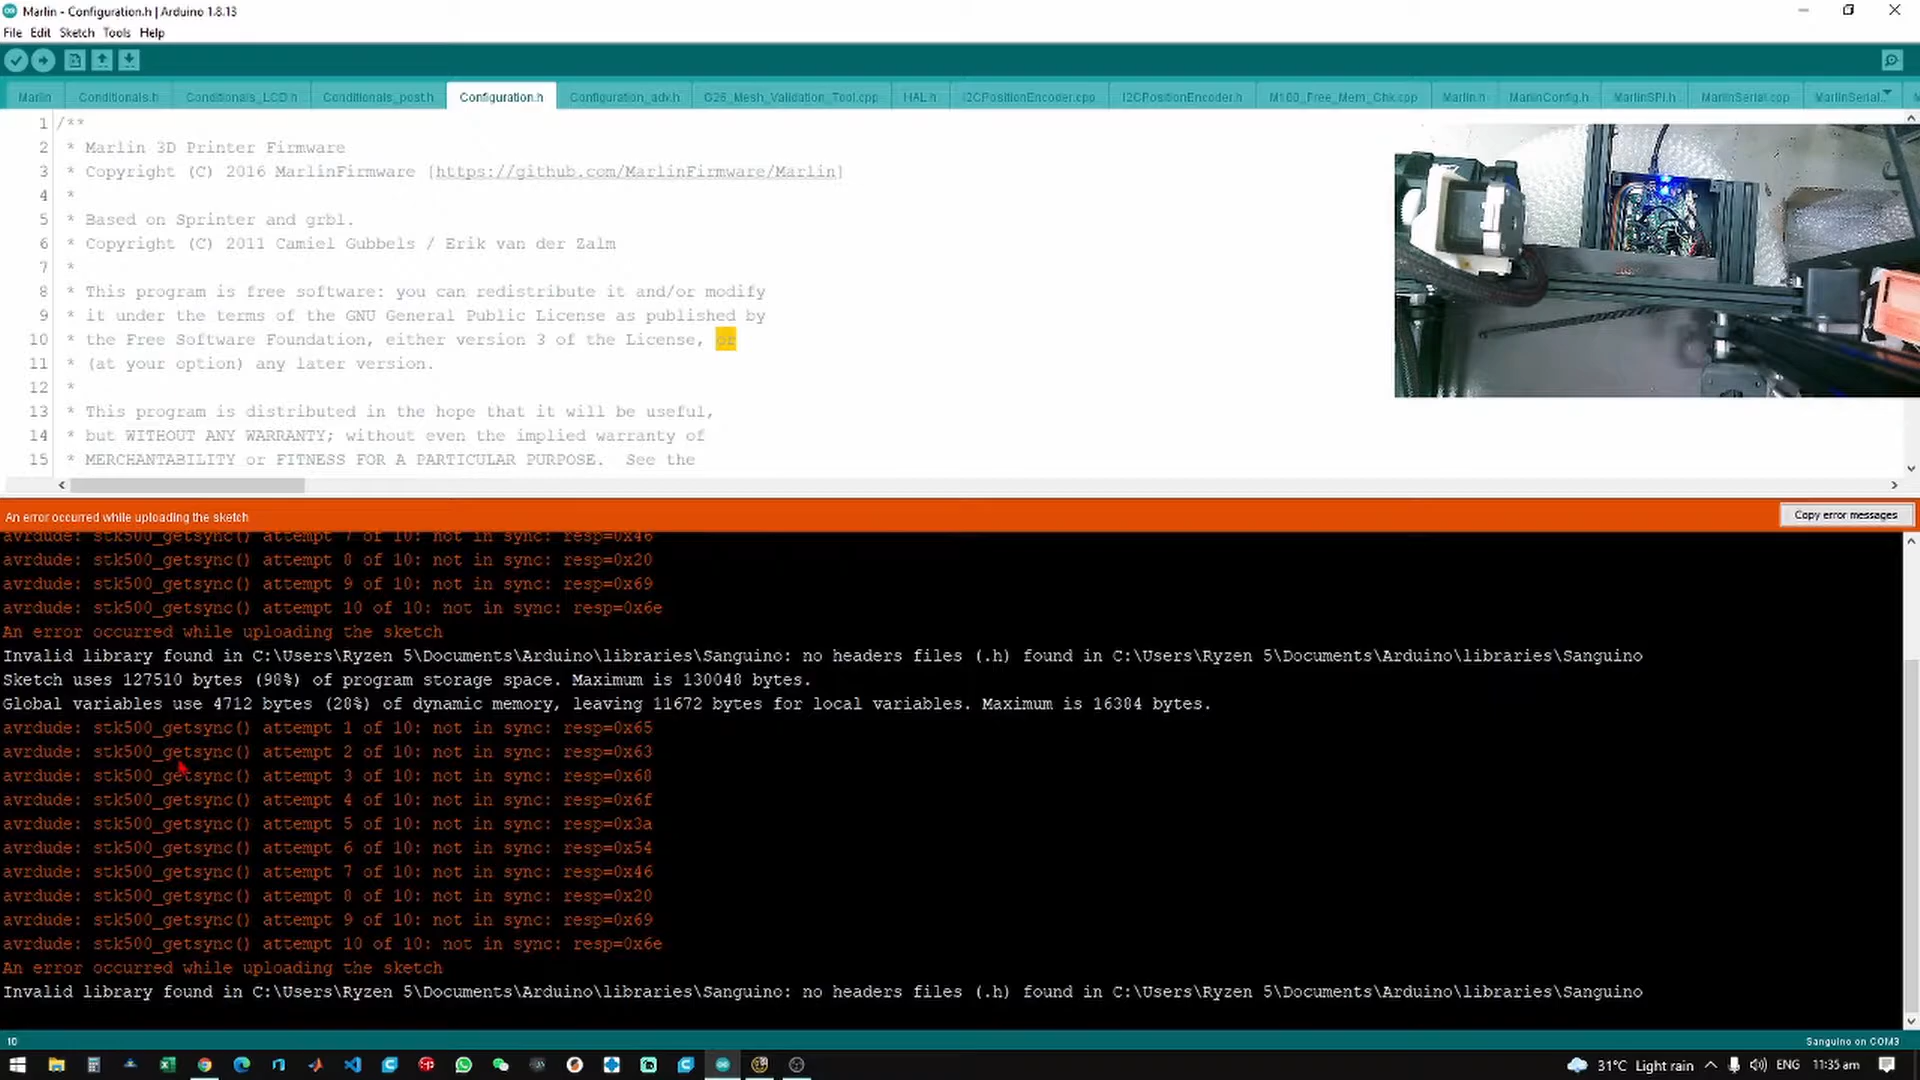 Marlin - Configuration.h | Arduino 1.8.13
File Edit Sketch Tools Help
Marlin Conditionals.h Conditionals_LCD.h Conditionals_post.h Configuration.h Configuration_adv.h G26_Mesh_Validation_Tool.cpp HAL.h I2CPositionEncoder.cpp I2CPositionEncoder.h M100_Free_Mem_Chk.cpp Marlin.h MarlinConfig.h MarlinSPI.h MarlinSerial.cpp MarlinSerial.
1 /**
2 * Marlin 3D Printer Firmware
3 * Copyright (C) 2016 MarlinFirmware [https://github.com/MarlinFirmware/Marlin]
4 *
5 * Based on Sprinter and grbl.
6 * Copyright (C) 2011 Camiel Gubbels / Erik van der Zalm
7 *
8 * This program is free software: you can redistribute it and/or modify
9 * it under the terms of the GNU General Public License as published by
10 * the Free Software Foundation, either version 3 of the License, or
11 * (at your option) any later version.
12 *
13 * This program is distributed in the hope that it will be useful,
14 * but WITHOUT ANY WARRANTY; without even the implied warranty of
15 * MERCHANTABILITY or FITNESS FOR A PARTICULAR PURPOSE. See the
An error occurred while uploading the sketch Copy error messages
avrdude: stk500_getsync() attempt 7 of 10: not in sync: resp=0x46
avrdude: stk500_getsync() attempt 8 of 10: not in sync: resp=0x20
avrdude: stk500_getsync() attempt 9 of 10: not in sync: resp=0x69
avrdude: stk500_getsync() attempt 10 of 10: not in sync: resp=0x6e
An error occurred while uploading the sketch
Invalid library found in C:\Users\Ryzen 5\Documents\Arduino\libraries\Sanguino: no headers files (.h) found in C:\Users\Ryzen 5\Documents\Arduino\libraries\Sanguino
Sketch uses 127510 bytes (98%) of program storage space. Maximum is 130048 bytes.
Global variables use 4712 bytes (28%) of dynamic memory, leaving 11672 bytes for local variables. Maximum is 16384 bytes.
avrdude: stk500_getsync() attempt 1 of 10: not in sync: resp=0x65
avrdude: stk500_getsync() attempt 2 of 10: not in sync: resp=0x63
avrdude: stk500_getsync() attempt 3 of 10: not in sync: resp=0x68
avrdude: stk500_getsync() attempt 4 of 10: not in sync: resp=0x6f
avrdude: stk500_getsync() attempt 5 of 10: not in sync: resp=0x3a
avrdude: stk500_getsync() attempt 6 of 10: not in sync: resp=0x54
avrdude: stk500_getsync() attempt 7 of 10: not in sync: resp=0x46
avrdude: stk500_getsync() attempt 8 of 10: not in sync: resp=0x20
avrdude: stk500_getsync() attempt 9 of 10: not in sync: resp=0x69
avrdude: stk500_getsync() attempt 10 of 10: not in sync: resp=0x6e
An error occurred while uploading the sketch
Invalid library found in C:\Users\Ryzen 5\Documents\Arduino\libraries\Sanguino: no headers files (.h) found in C:\Users\Ryzen 5\Documents\Arduino\libraries\Sanguino
10 Sanguino on COM3
31°C Light rain ENG 11:35 am